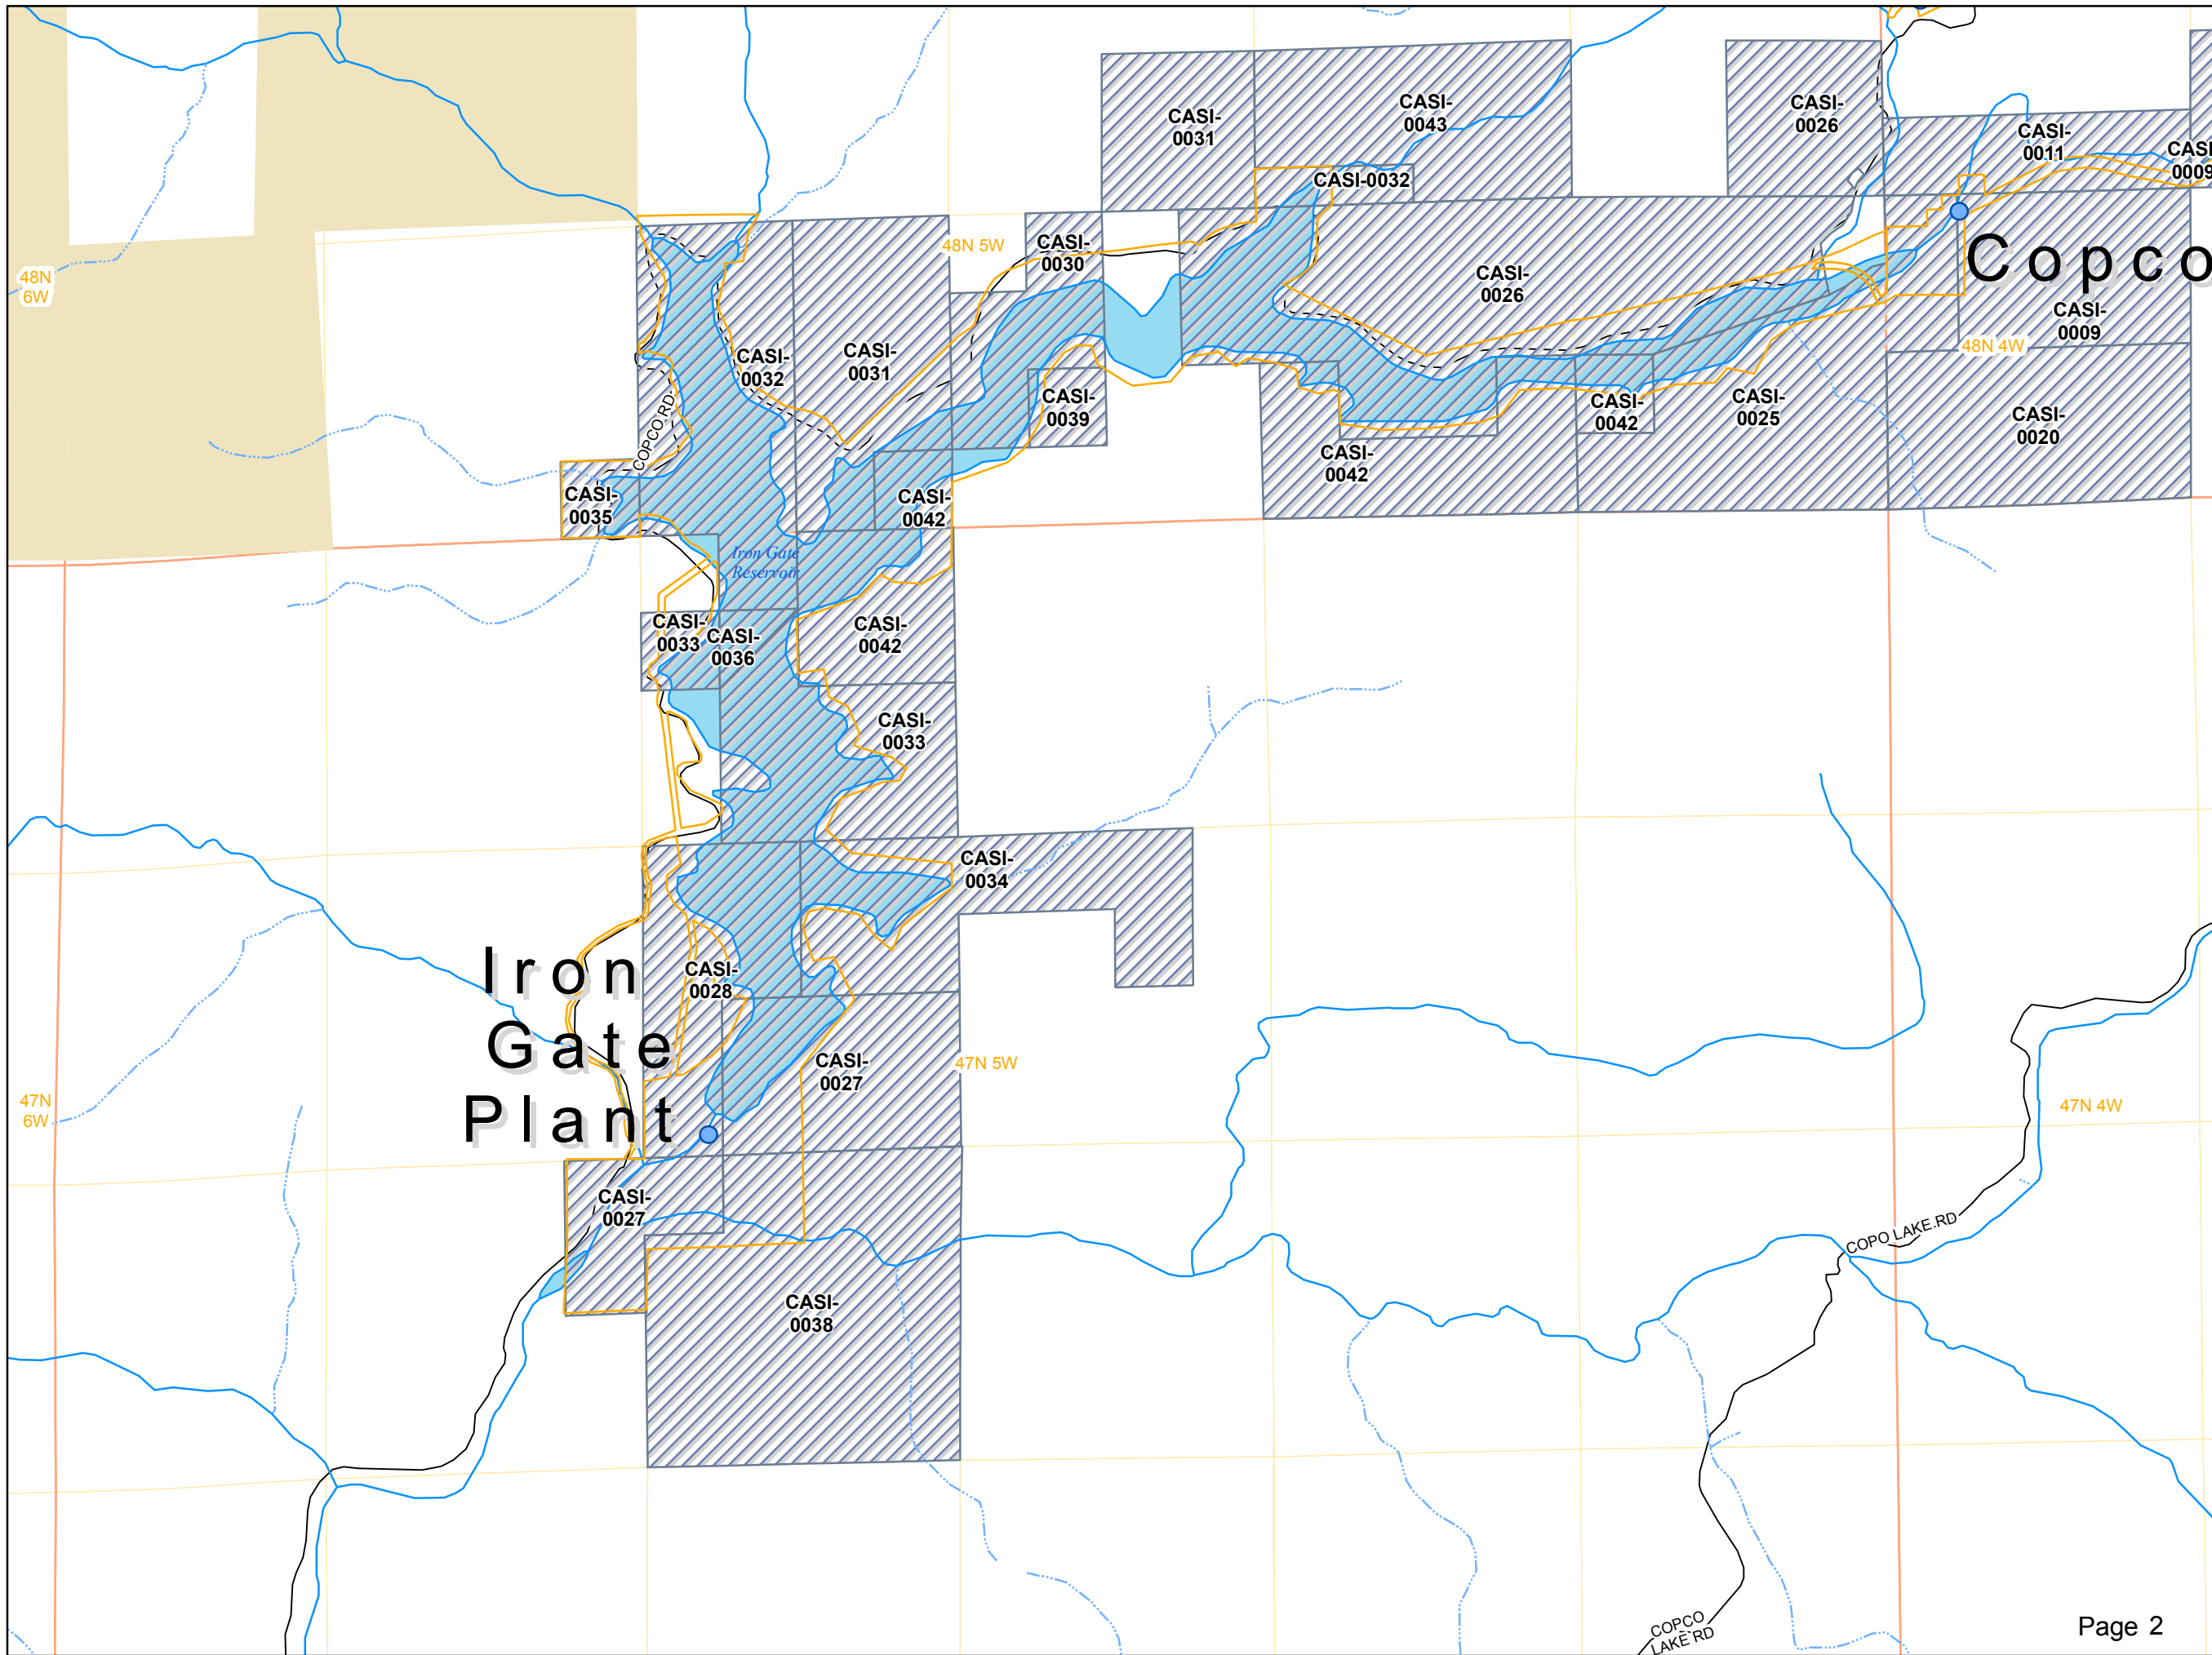 CASI-
0031
CASI-
0043
CASI-
0026
CASI-
0011
CASI-
0009
CASI-0032
48N 5W
CASI-
0030
Copco
48N
6W
CASI-
0026
CASI-
0009
48N 4W
CASI-
0032
CASI-
0031
CASI-
0039
CASI-
0042
CASI-
0025
CASI-
0020
COPCO RD
CASI-
0042
CASI-
0035
CASI-
0042
Iron Gate
Reservoir
CASI-
0033
CASI-
0036
CASI-
0042
CASI-
0033
CASI-
0034
Iron
Gate
Plant
CASI-
0028
CASI-
0027
47N 5W
47N
6W
47N 4W
CASI-
0027
COPO LAKE RD
CASI-
0038
COPCO
LAKE RD
Page 2